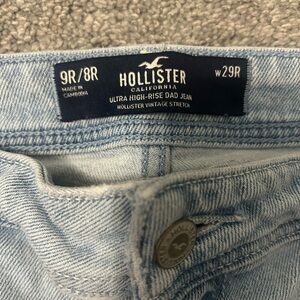 9R/8R
MADE IN
CAMBODIA
HOLLISTER
CALIFORNIA
ULTRA HIGH-RISE DAD JEAN
HOLLISTER VINTAGE STRETCH
W29R